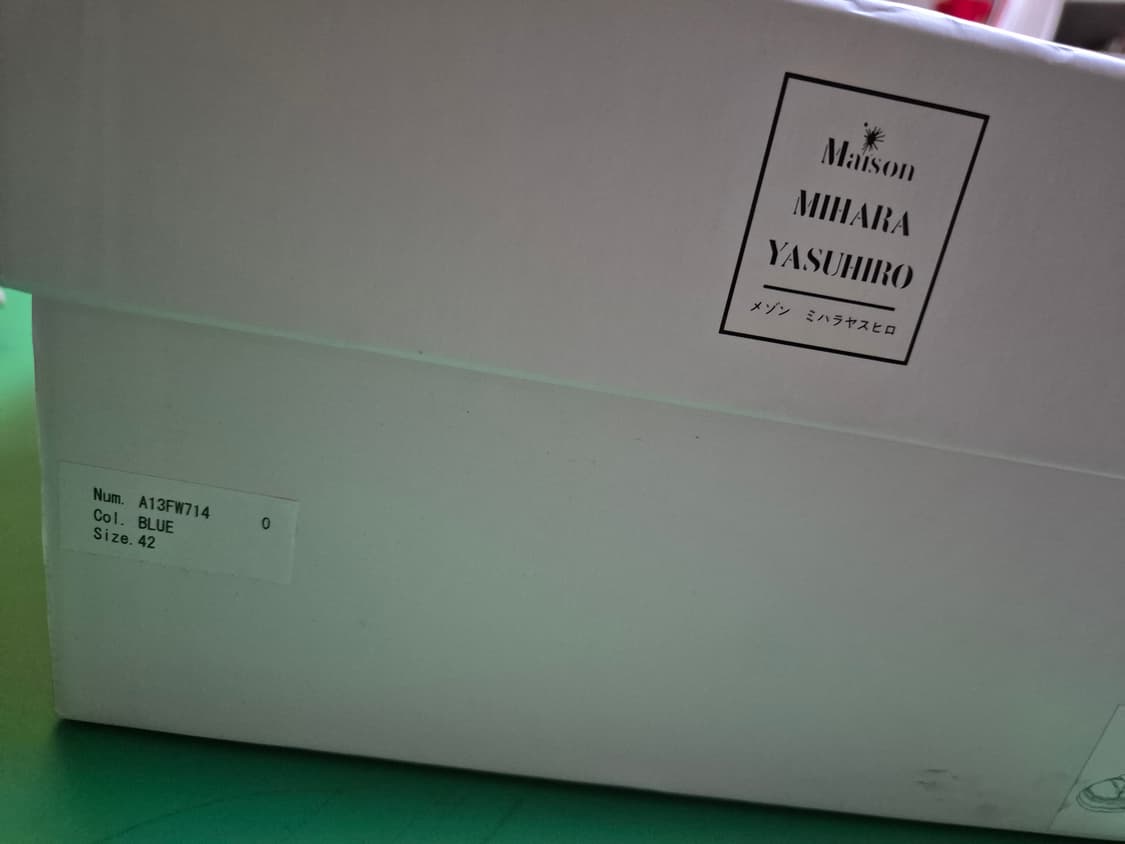 Maison
MIHARA
YASUHIRO
メゾン ミハラヤスヒロ
Num. A13FW714 0
Col. BLUE
Size. 42